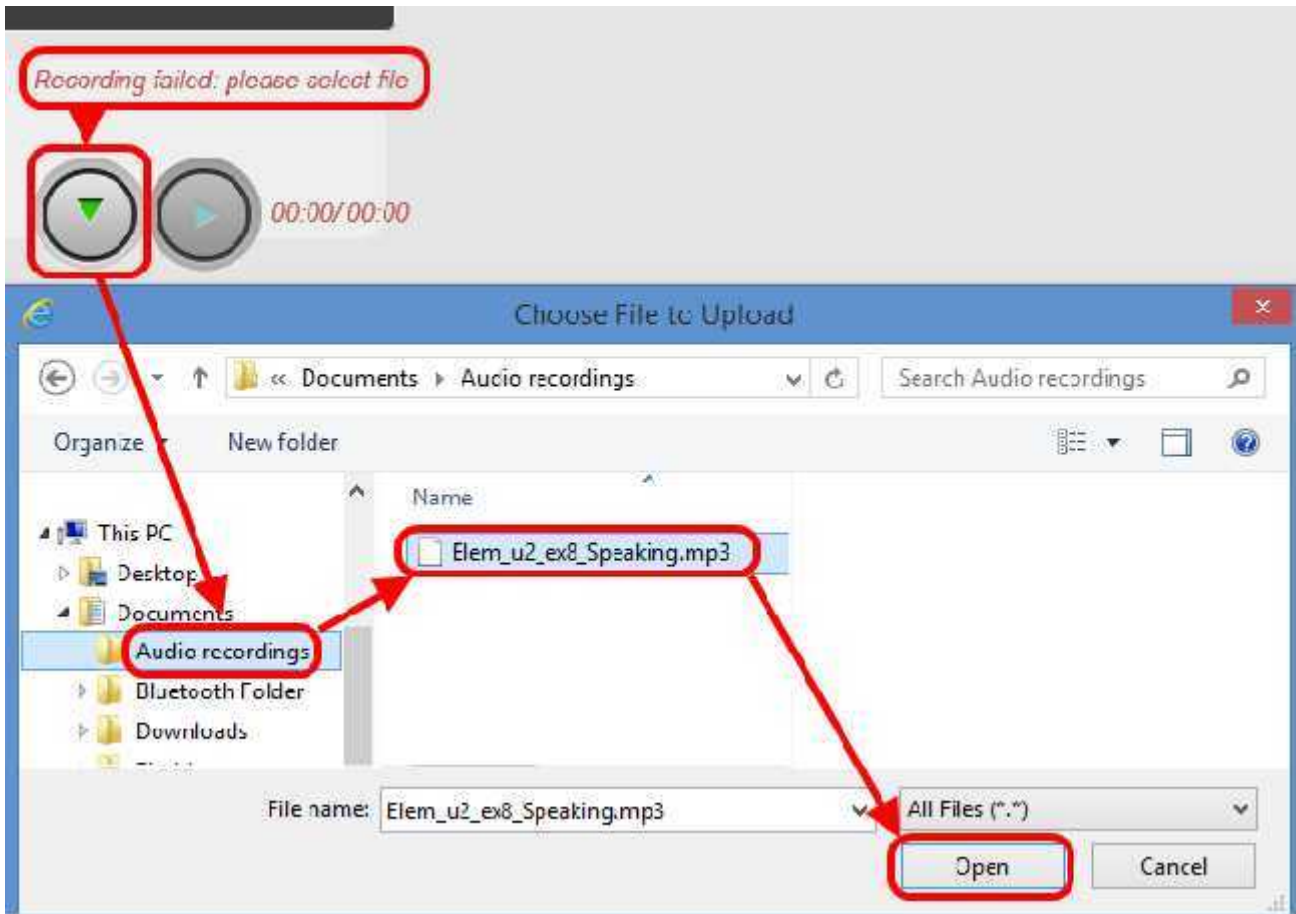 Recording failed: please select file
00:00/00:00
Choose File to Upload
« Documents Audio recordings
Search Audio recordings
Organize
New folder
Name
This PC
Elem_u2_ex8_Speaking.mp3
Desktop
Documents
Audio recordings
Bluetooth Folder
Downloads
File name: Elem_u2_ex8_Speaking.mp3
All Files (*.*)
Open
Cancel